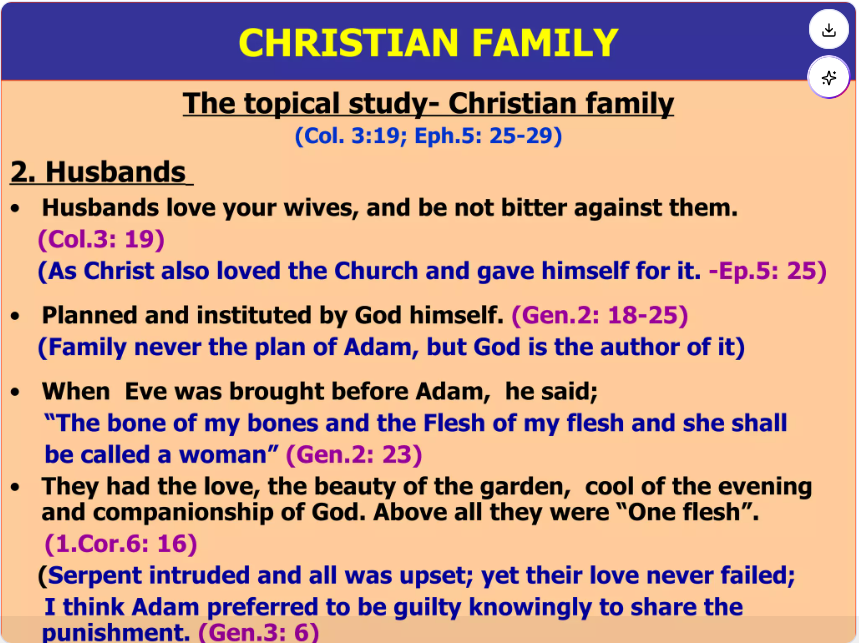 CHRISTIAN FAMILY
The topical study- Christian family
(Col. 3:19; Eph.5: 25-29)
2. Husbands
• Husbands love your wives, and be not bitter against them.
(Col.3: 19)
(As Christ also loved the Church and gave himself for it. -Ep.5: 25)
• Planned and instituted by God himself. (Gen.2: 18-25)
(Family never the plan of Adam, but God is the author of it)
• When Eve was brought before Adam, he said;
“The bone of my bones and the Flesh of my flesh and she shall
be called a woman” (Gen.2: 23)
• They had the love, the beauty of the garden, cool of the evening
and companionship of God. Above all they were “One flesh”.
(1.Cor.6: 16)
(Serpent intruded and all was upset; yet their love never failed;
I think Adam preferred to be guilty knowingly to share the
punishment. (Gen.3: 6)